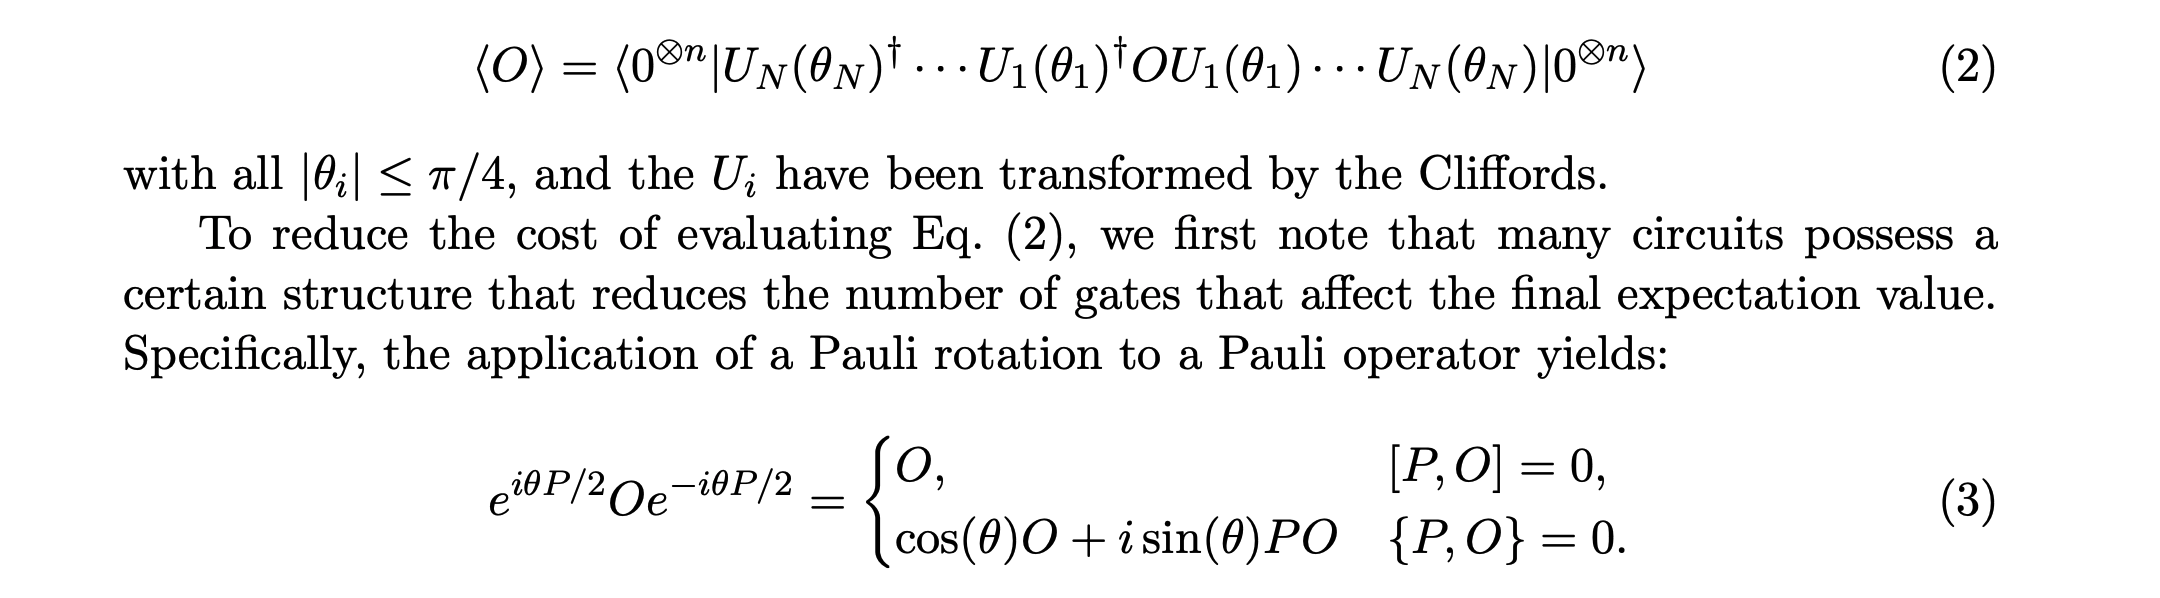 ⟨O⟩ = ⟨0^{⊗n}|U_N(θ_N)^† ⋯ U_1(θ_1)^† O U_1(θ_1) ⋯ U_N(θ_N)|0^{⊗n}⟩ (2)
with all |θ_i| ≤ π/4, and the U_i have been transformed by the Cliffords.
To reduce the cost of evaluating Eq. (2), we first note that many circuits possess a
certain structure that reduces the number of gates that affect the final expectation value.
Specifically, the application of a Pauli rotation to a Pauli operator yields:
e^{iθP/2}Oe^{−iθP/2} = { O, [P, O] = 0,
cos(θ)O + i sin(θ)PO {P, O} = 0. (3)